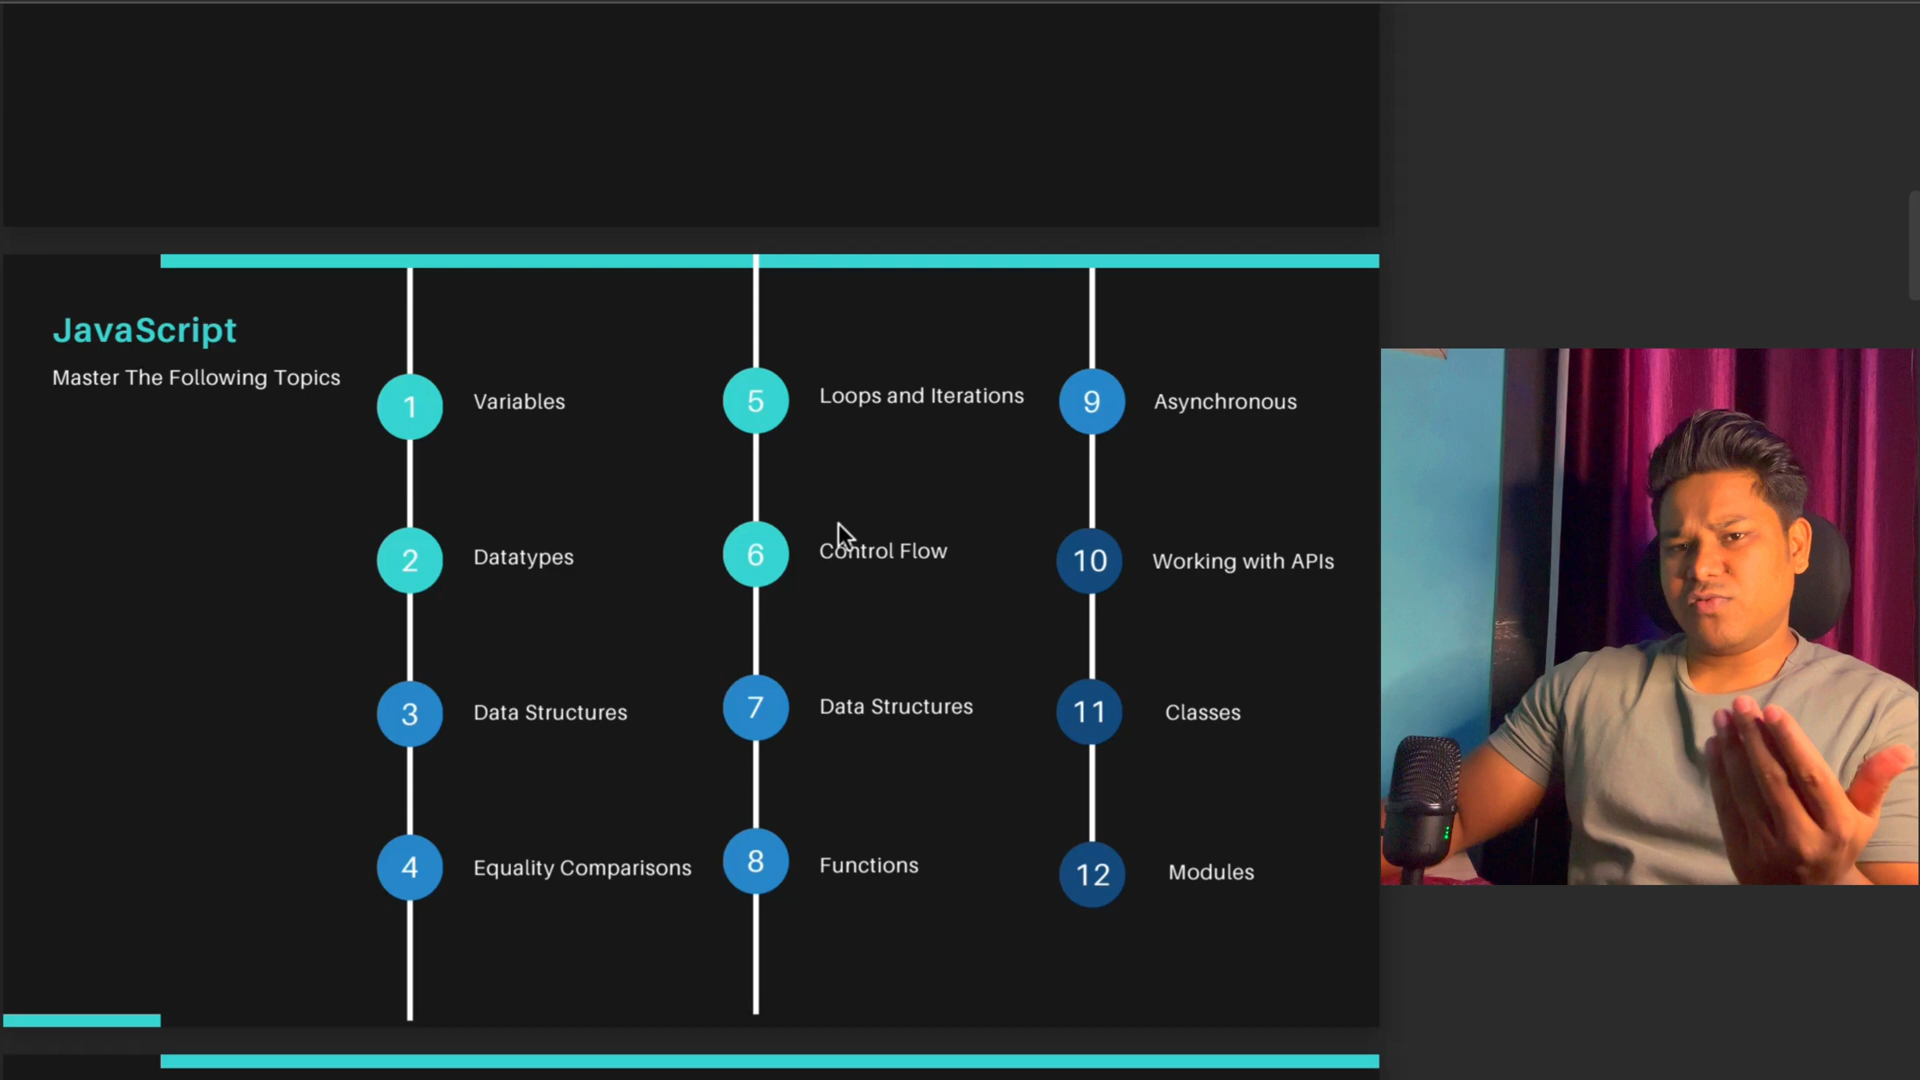 JavaScript
Master The Following Topics
1 Variables
2 Datatypes
3 Data Structures
4 Equality Comparisons
5 Loops and Iterations
6 Control Flow
7 Data Structures
8 Functions
9 Asynchronous
10 Working with APIs
11 Classes
12 Modules